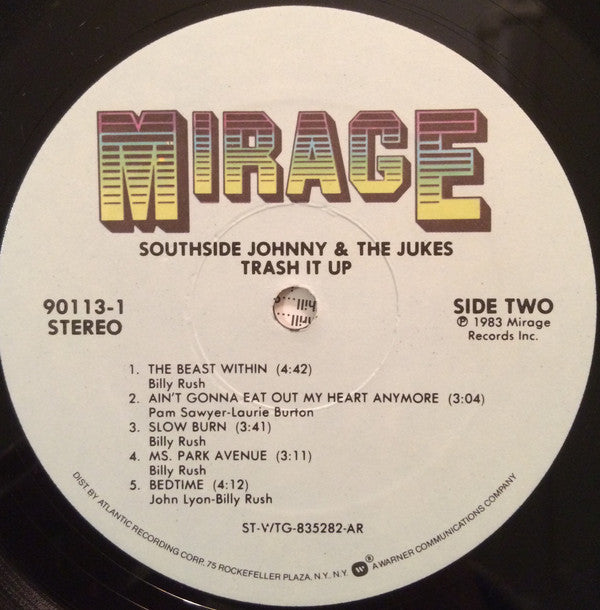 MIRAGE
SOUTHSIDE JOHNNY & THE JUKES
TRASH IT UP
90113-1
STEREO
SIDE TWO
℗ 1983 Mirage
Records Inc.
1. THE BEAST WITHIN (4:42)
Billy Rush
2. AIN'T GONNA EAT OUT MY HEART ANYMORE (3:04)
Pam Sawyer-Laurie Burton
3. SLOW BURN (3:41)
Billy Rush
4. MS. PARK AVENUE (3:11)
Billy Rush
5. BEDTIME (4:12)
John Lyon-Billy Rush
ST-V/TG-835282-AR
DIST. BY ATLANTIC RECORDING CORP. 75 ROCKEFELLER PLAZA, N.Y. N.Y. ® A WARNER COMMUNICATIONS COMPANY